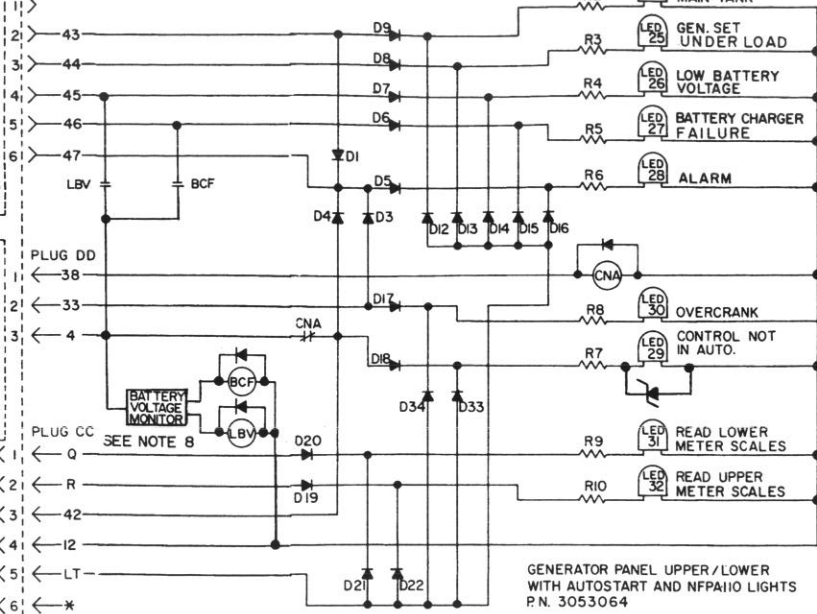 1
2 43 D9
3 44 D8
4 45 D7
5 46 D6
6 47 D1
LBV BCF D5
D4 D3 D12 D13 D14 D15 D16
R3 LED 25 GEN. SET UNDER LOAD
R4 LED 26 LOW BATTERY VOLTAGE
R5 LED 27 BATTERY CHARGER FAILURE
R6 LED 28 ALARM
PLUG DD
1 38 CNA
2 33 D17 R8 LED 30 OVERCRANK
3 4 CNA D18 R7 LED 29 CONTROL NOT IN AUTO.
BCF
BATTERY VOLTAGE MONITOR
LBV
D34 D33
PLUG CC
SEE NOTE 8
1 Q D20 R9 LED 31 READ LOWER METER SCALES
2 R D19 R10 LED 32 READ UPPER METER SCALES
3 42
4 12
5 LT D21 D22
6 *
GENERATOR PANEL UPPER/LOWER
WITH AUTOSTART AND NFPA110 LIGHTS
P.N. 3053064